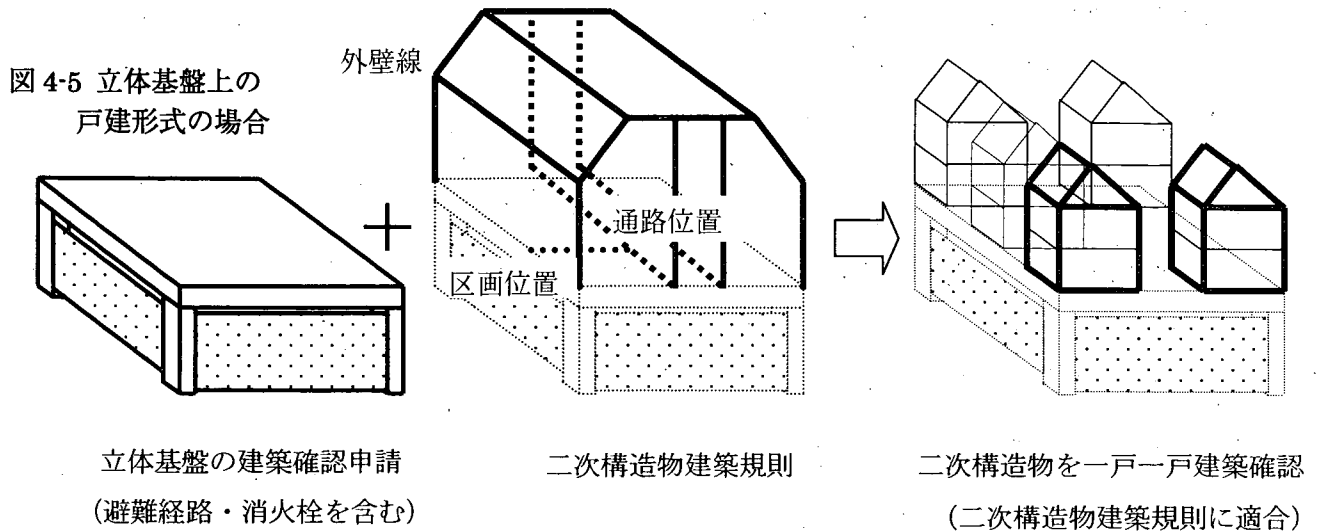 図 4-5 立体基盤上の
戸建形式の場合
外壁線
通路位置
区画位置
立体基盤の建築確認申請
(避難経路・消火栓を含む)
二次構造物建築規則
二次構造物を一戸一戸建築確認
(二次構造物建築規則に適合)